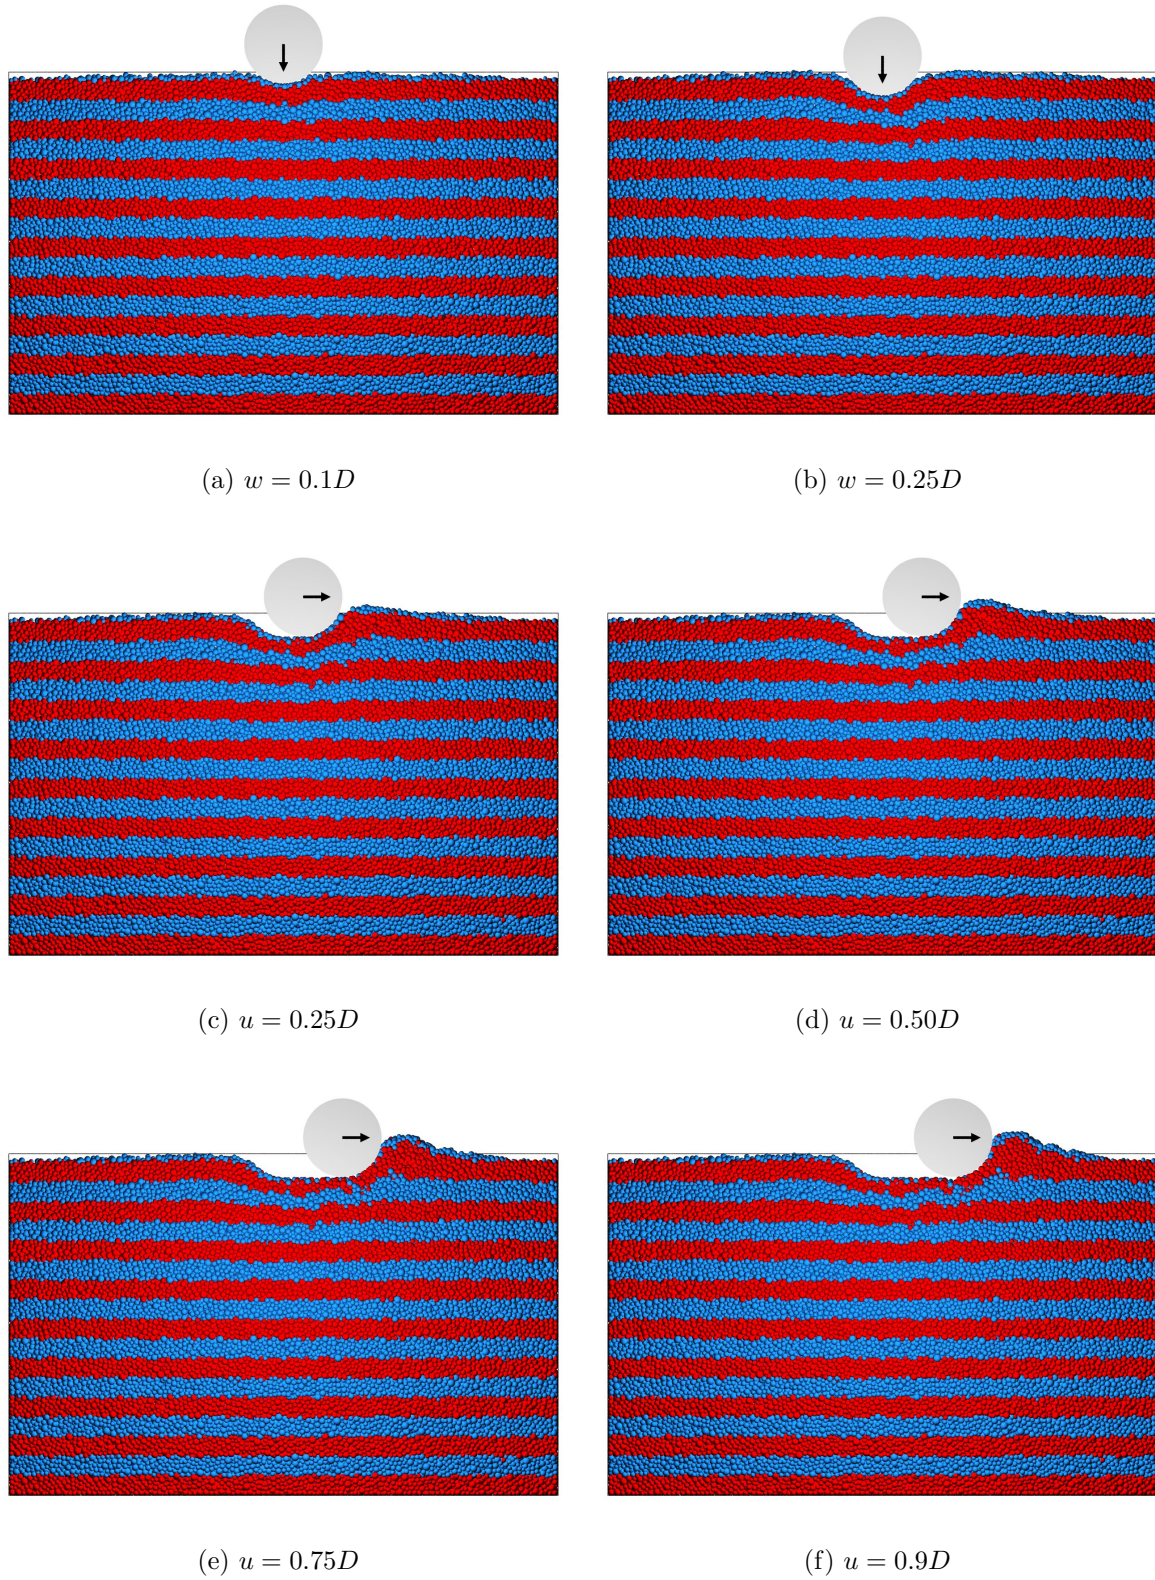 (a) w = 0.1D
(b) w = 0.25D
(c) u = 0.25D
(d) u = 0.50D
(e) u = 0.75D
(f) u = 0.9D